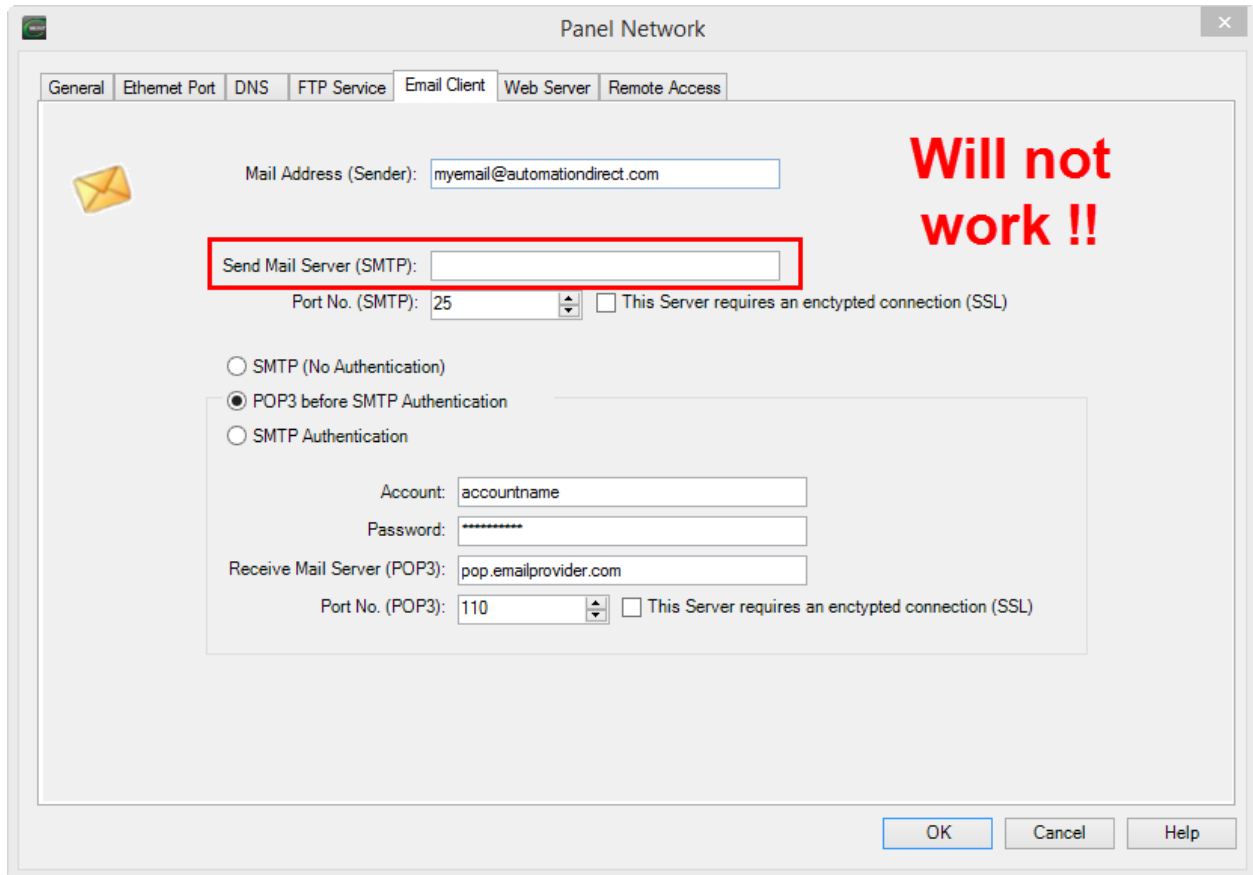 Panel Network
General Ethernet Port DNS FTP Service Email Client Web Server Remote Access
Will not
work !!
Mail Address (Sender): myemail@automationdirect.com
Send Mail Server (SMTP):
Port No. (SMTP): 25 This Server requires an enctypted connection (SSL)
SMTP (No Authentication)
POP3 before SMTP Authentication
SMTP Authentication
Account: accountname
Password: **********
Receive Mail Server (POP3): pop.emailprovider.com
Port No. (POP3): 110 This Server requires an enctypted connection (SSL)
OK Cancel Help